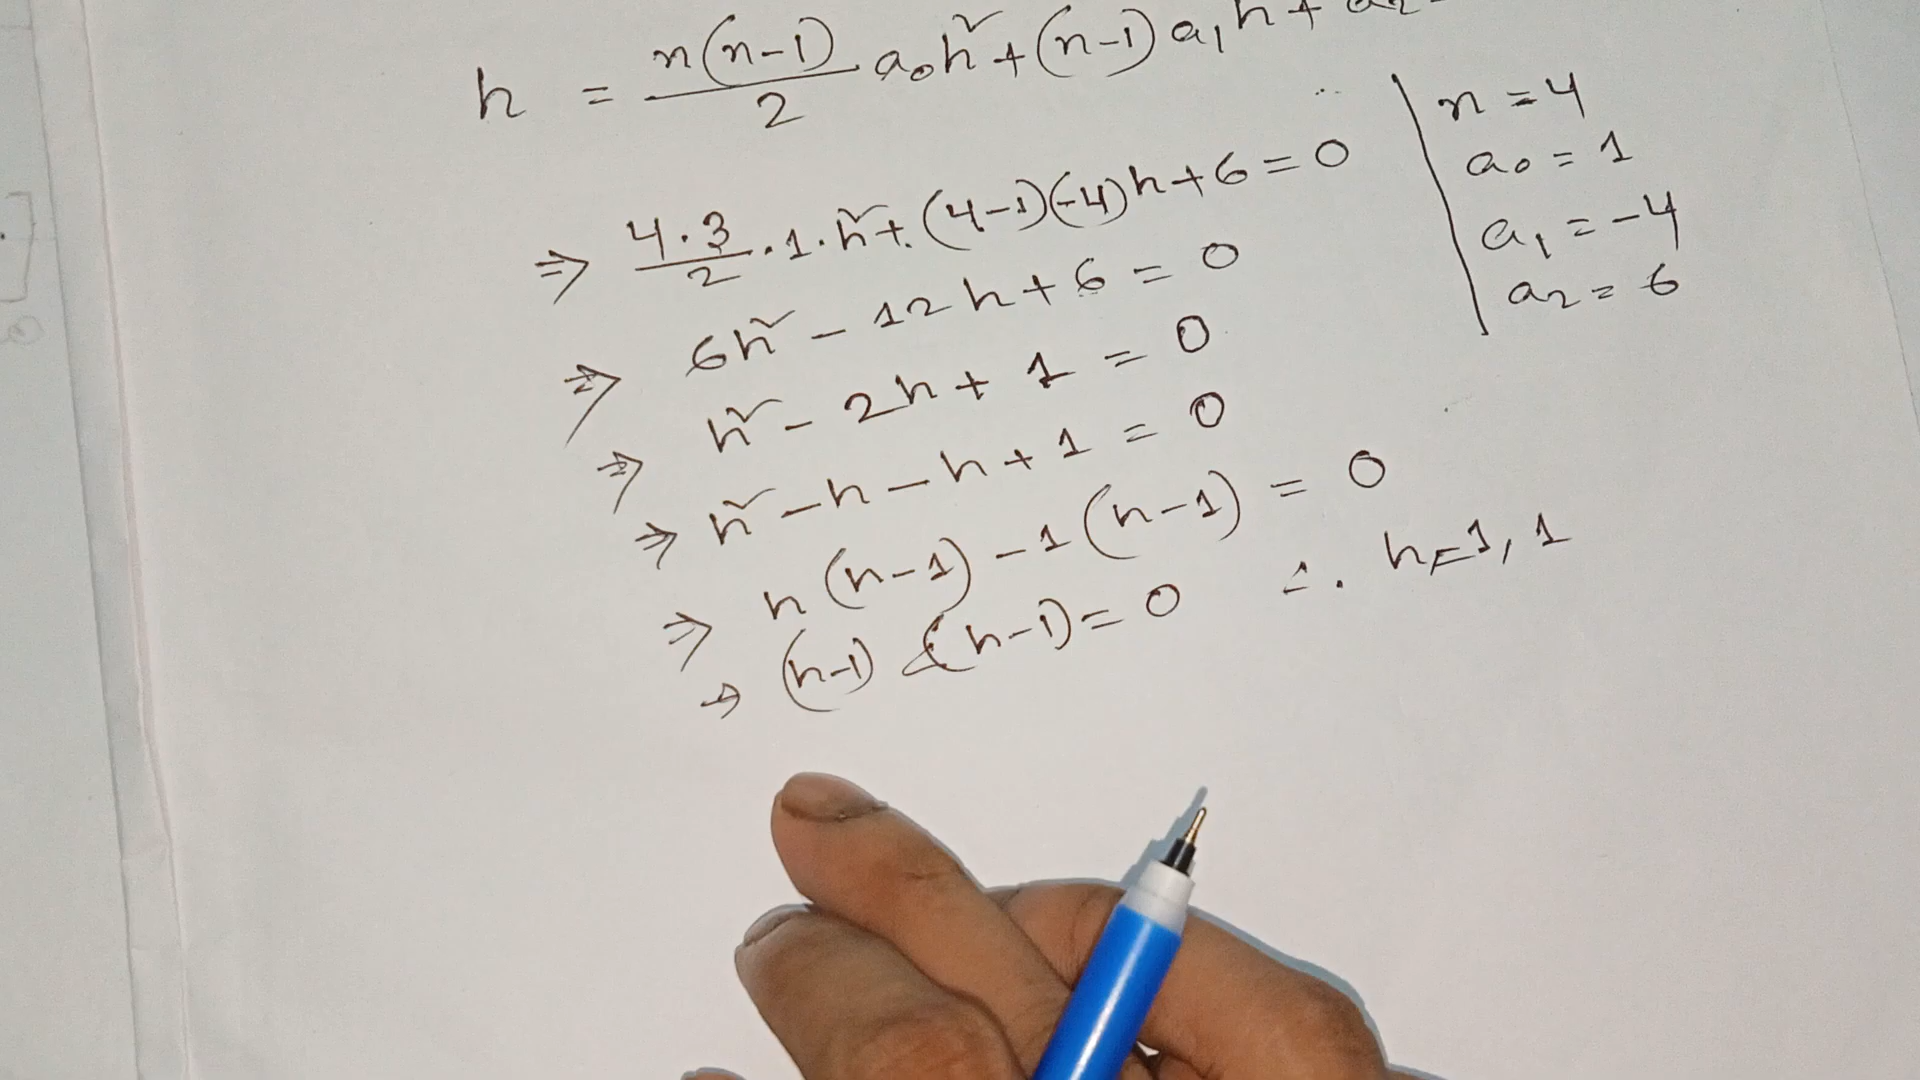 h = n(n-1)/2 a₀h² + (n-1)a₁h + a₂
⇒ 4·3/2 ·1·h² + (4-1)(-4)h + 6 = 0
⇒ 6h² - 12h + 6 = 0
⇒ h² - 2h + 1 = 0
⇒ h² - h - h + 1 = 0
⇒ h(h-1) - 1(h-1) = 0
→ (h-1) (h-1) = 0 ∴ h = 1, 1
n = 4
a₀ = 1
a₁ = -4
a₂ = 6